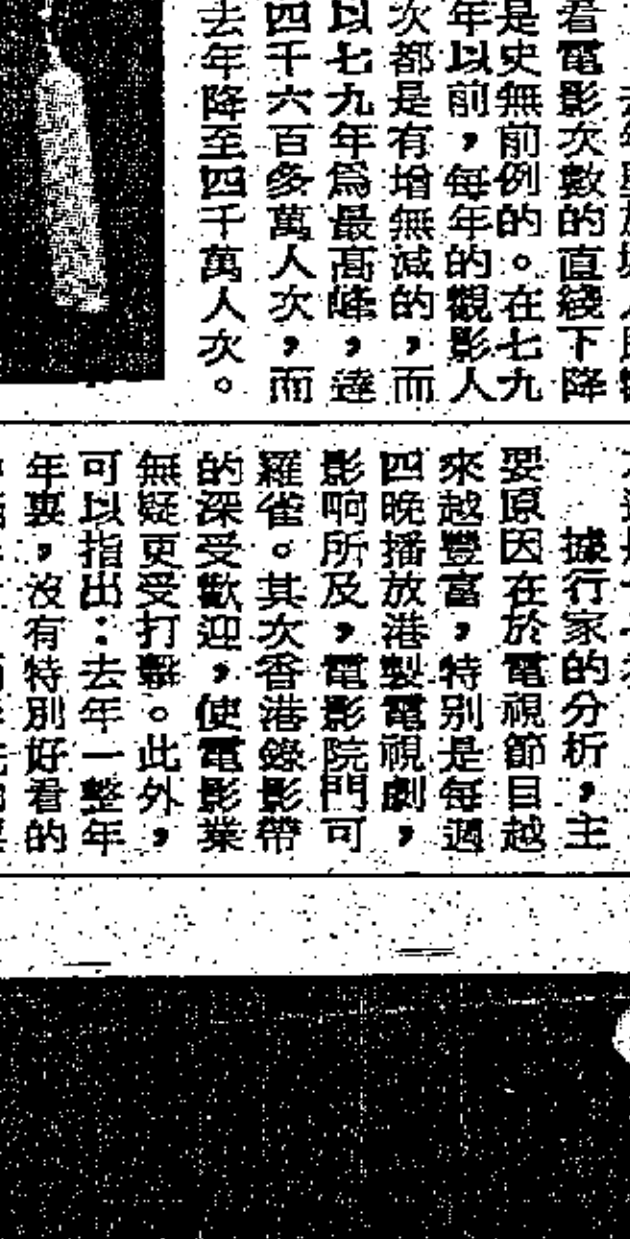 看電影次數的直綫下降
是史無前例的。在七九
年以前，每年的觀影人
次都是有增無減的，而
以七九年爲最高峰，達
四千六百多萬人次，而
去年降至四千萬人次。
據行家的分析，主
要原因在於電視節目越
來越豐富，特別是每週
四晚播放港製電視劇，
影响所及，電影院門可
羅雀。其次香港錄影帶
的深受歡迎，使電影業
無疑更受打擊。此外，
可以指出：去年一整年
年裏，沒有特別好看的